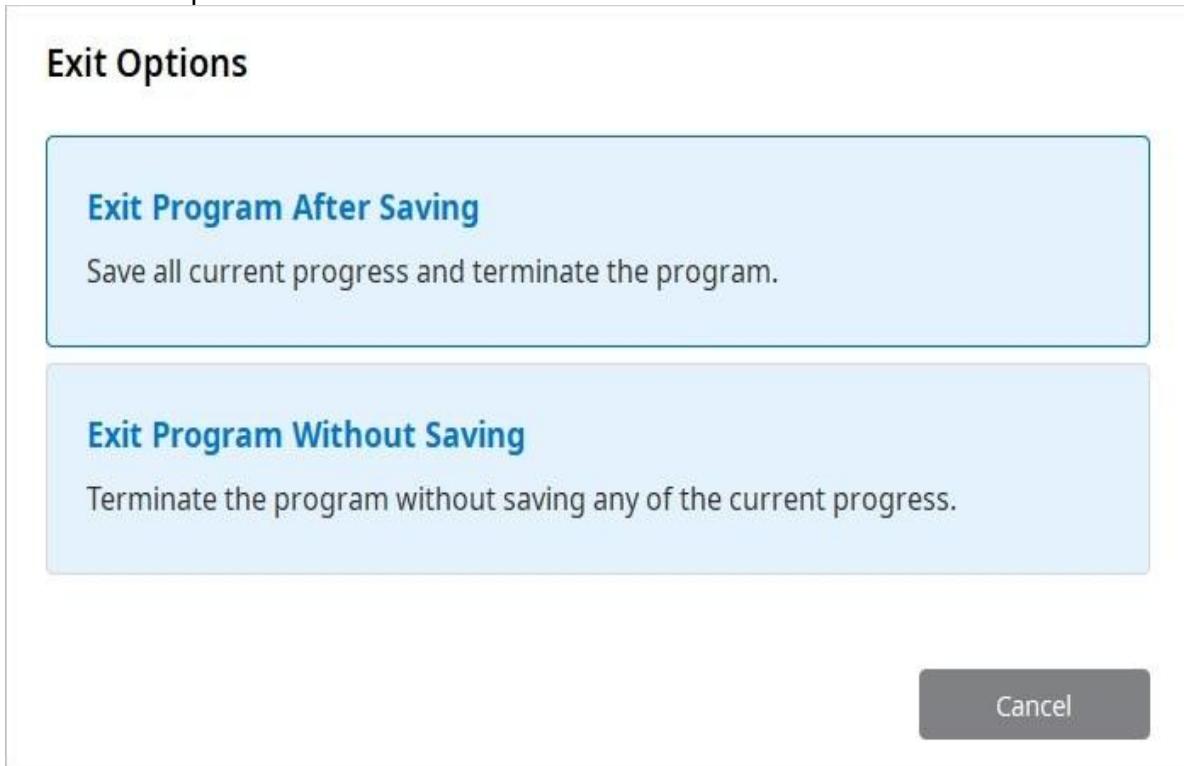 Exit Options
Exit Program After Saving
Save all current progress and terminate the program.
Exit Program Without Saving
Terminate the program without saving any of the current progress.
Cancel